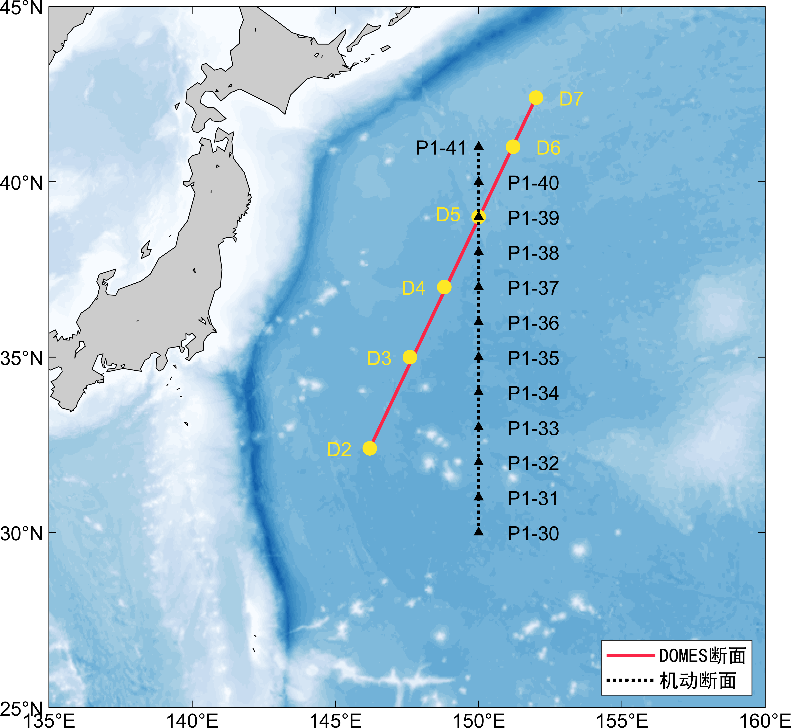 45°N
D7
P1-41
D6
40°N
P1-40
D5
P1-39
P1-38
D4
P1-37
P1-36
35°N
D3
P1-35
P1-34
P1-33
D2
P1-32
P1-31
30°N
P1-30
DOMES断面
机动断面
25°N
135°E
140°E
145°E
150°E
155°E
160°E